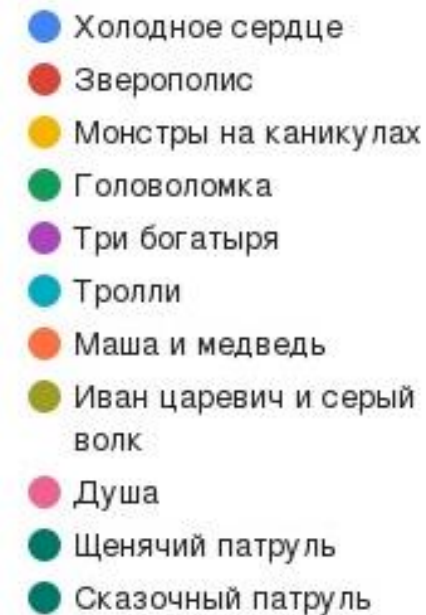 Холодное сердце
Зверополис
Монстры на каникулах
Головоломка
Три богатыря
Тролли
Маша и медведь
Иван царевич и серый
волк
Душа
Щенячий патруль
Сказочный патруль